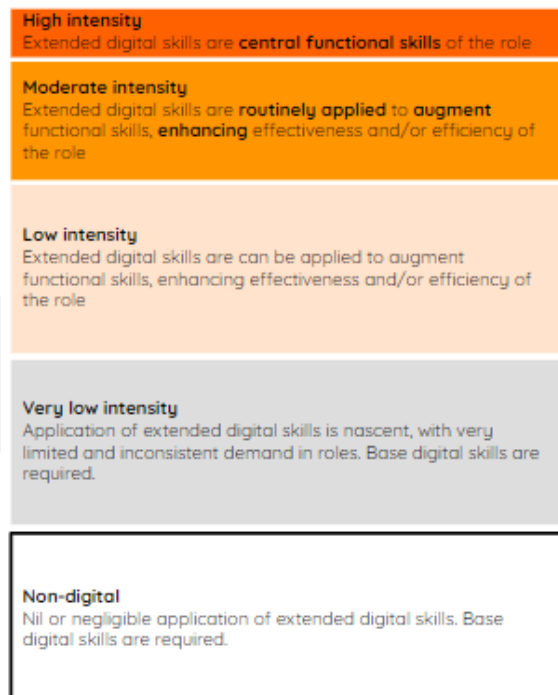 High intensity
Extended digital skills are central functional skills of the role
Moderate intensity
Extended digital skills are routinely applied to augment
functional skills, enhancing effectiveness and/or efficiency of
the role
Low intensity
Extended digital skills are can be applied to augment
functional skills, enhancing effectiveness and/or efficiency of
the role
Very low intensity
Application of extended digital skills is nascent, with very
limited and inconsistent demand in roles. Base digital skills are
required.
Non-digital
Nil or negligible application of extended digital skills. Base
digital skills are required.